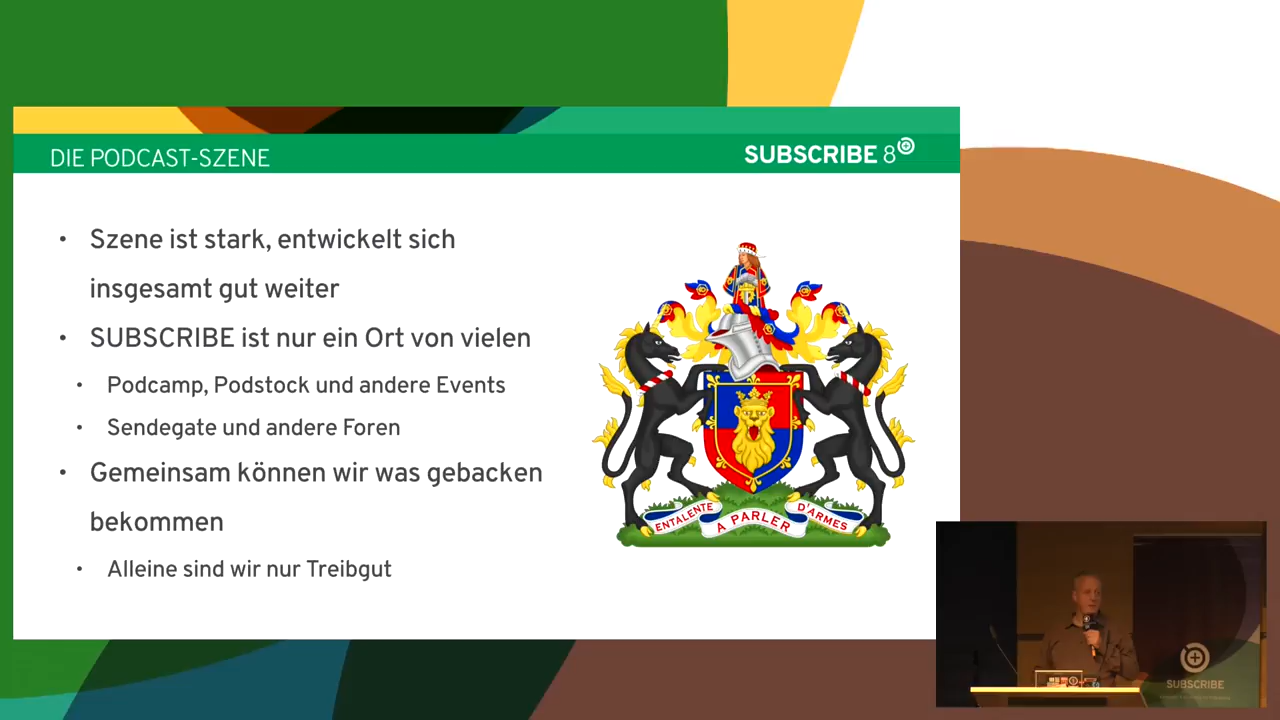 DIE PODCAST-SZENE
SUBSCRIBE 8
• Szene ist stark, entwickelt sich
insgesamt gut weiter
• SUBSCRIBE ist nur ein Ort von vielen
• Podcamp, Podstock und andere Events
• Sendegate und andere Foren
• Gemeinsam können wir was gebacken
bekommen
• Alleine sind wir nur Treibgut
ENTALENTE A PARLER D'ARMES
SUBSCRIBE